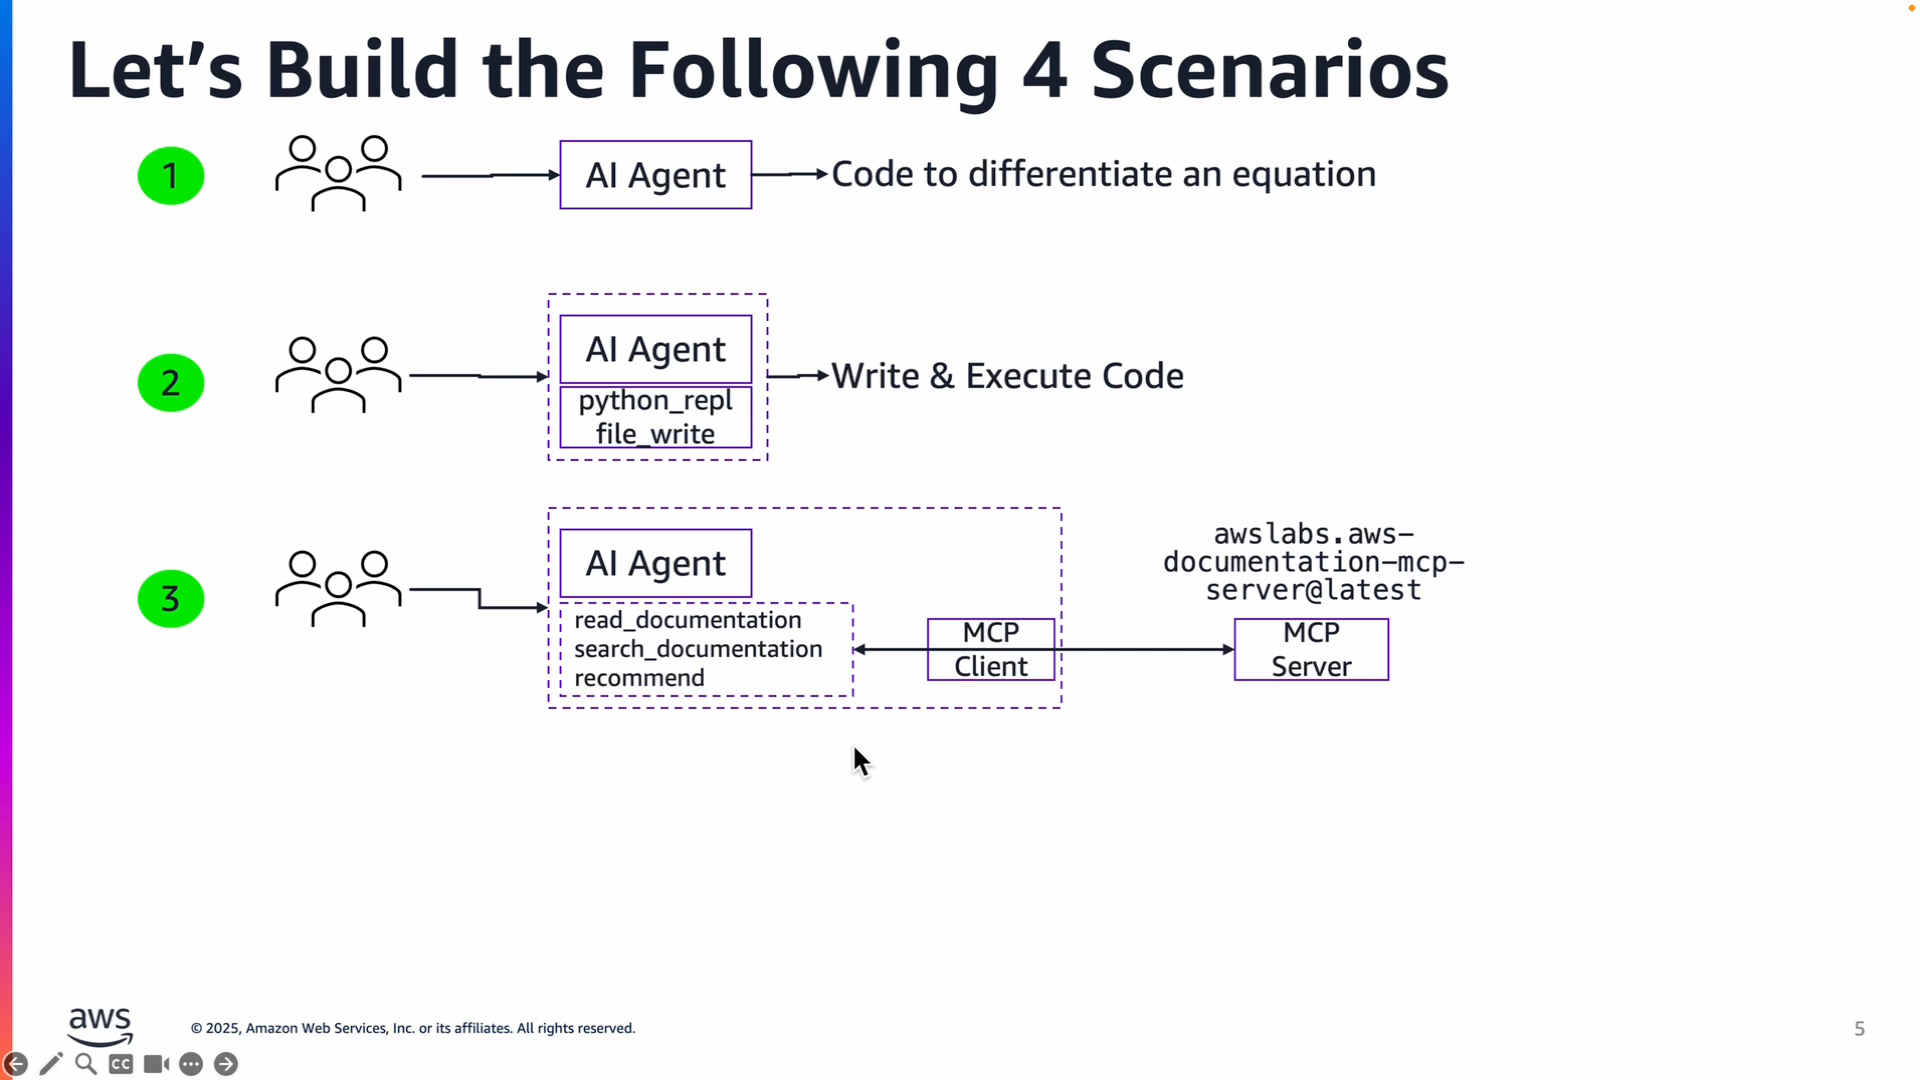 Let’s Build the Following 4 Scenarios
1
AI Agent
Code to differentiate an equation
2
AI Agent
python_repl
file_write
Write & Execute Code
3
AI Agent
read_documentation
search_documentation
recommend
MCP
Client
awslabs.aws-
documentation-mcp-
server@latest
MCP
Server
aws
© 2025, Amazon Web Services, Inc. or its affiliates. All rights reserved.
5
CC